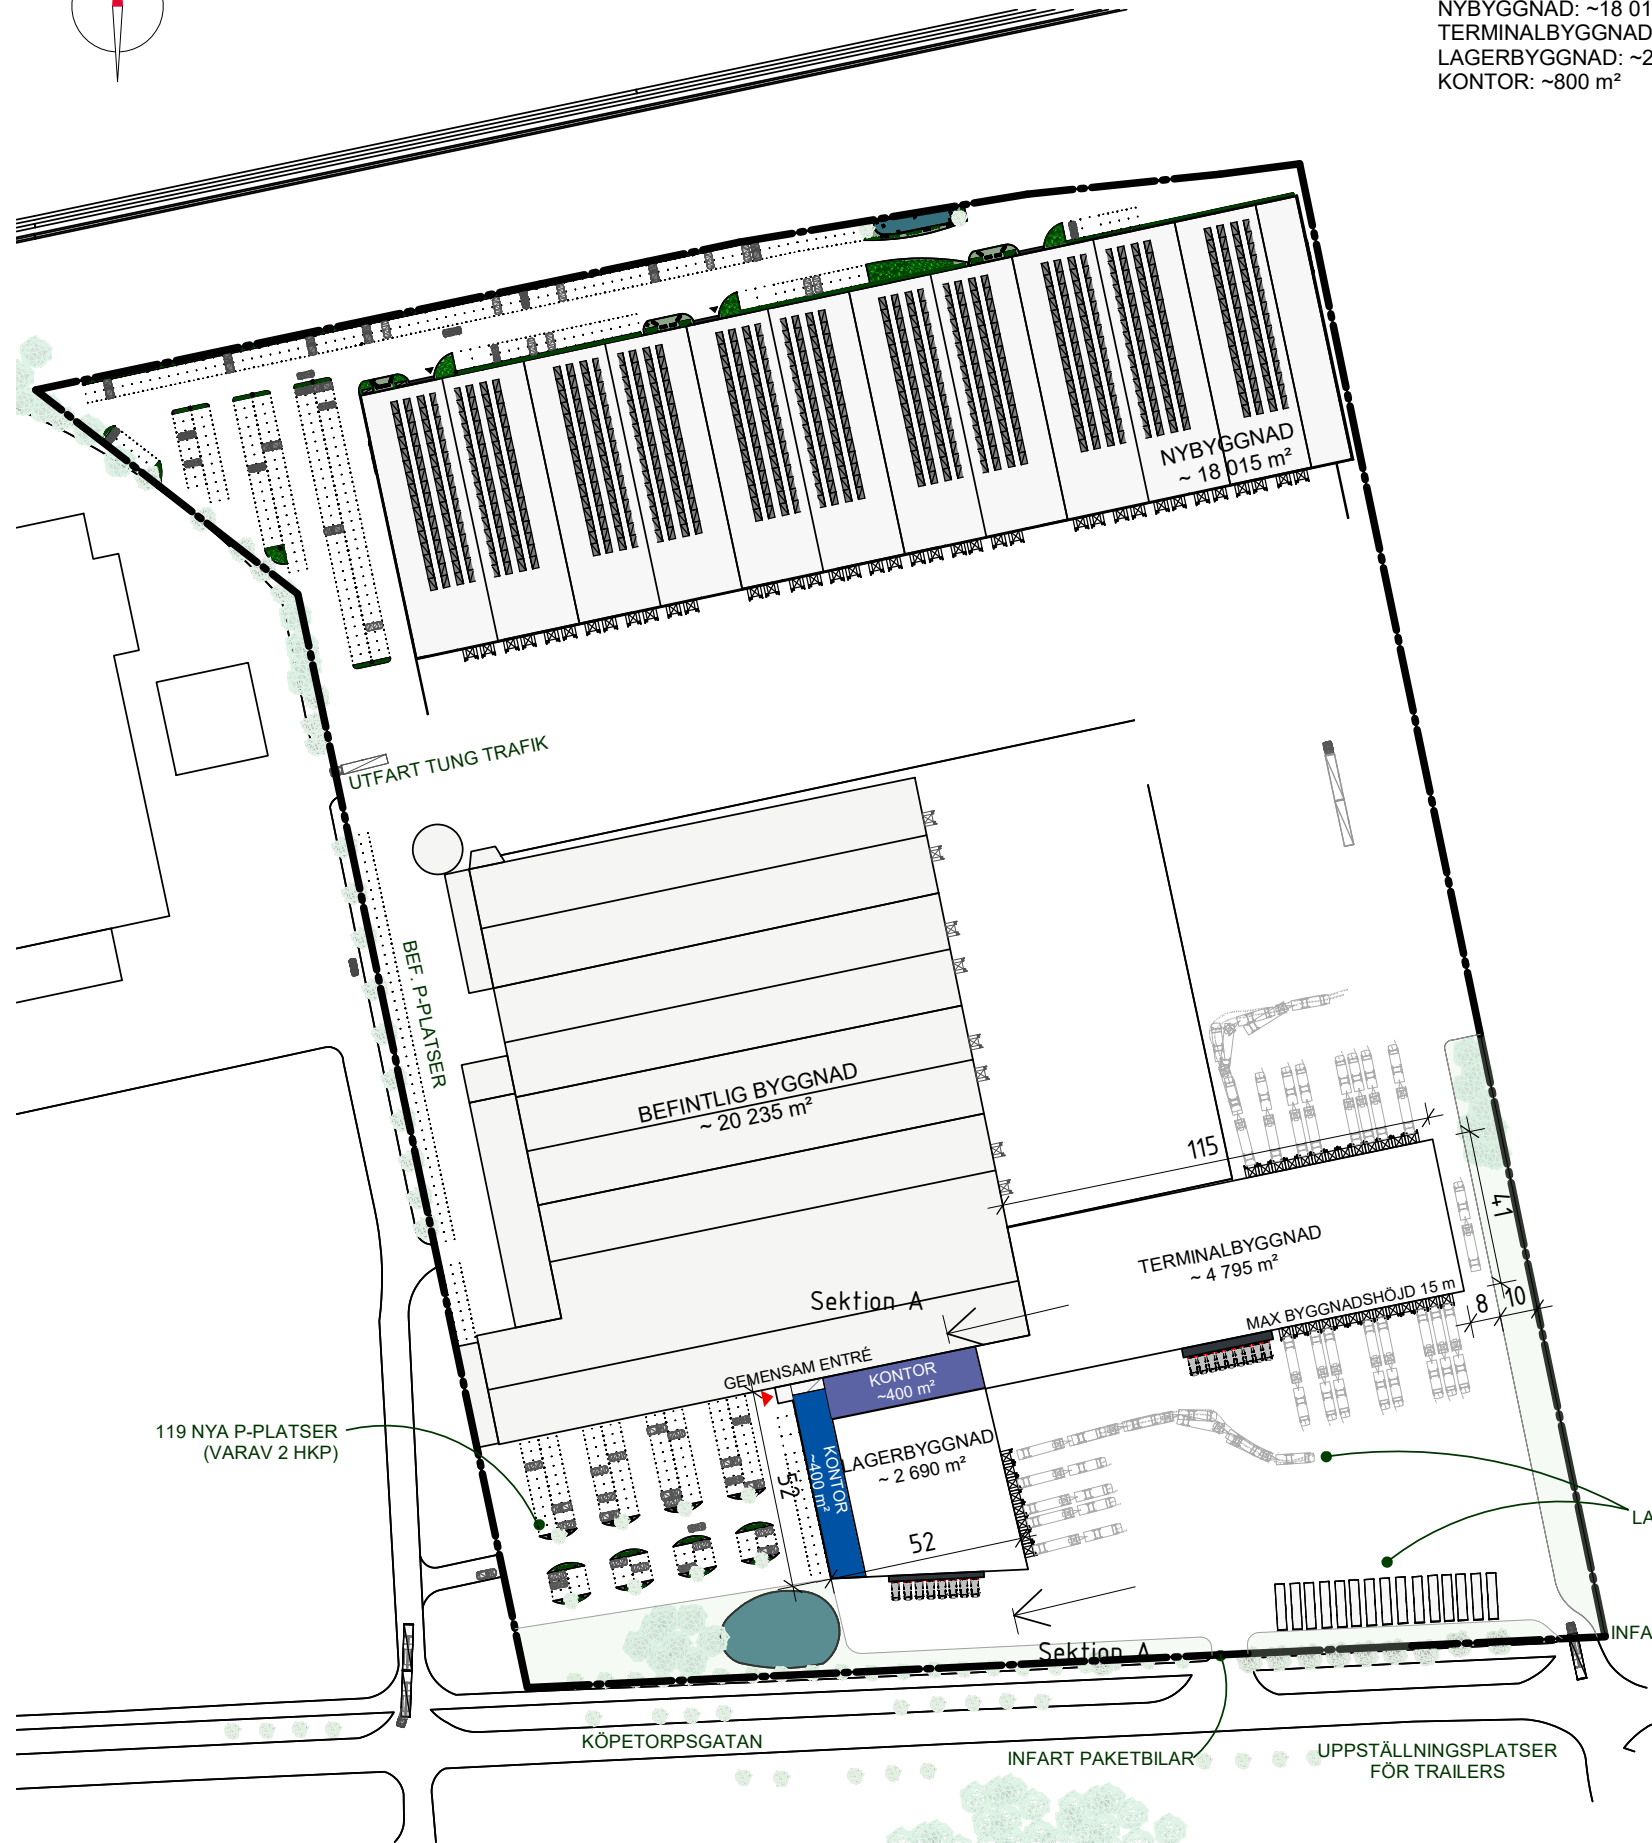 NYBYGGNAD: ~18 01
TERMINALBYGGNAD
LAGERBYGGNAD: ~2
KONTOR: ~800 m²
NYBYGGNAD
~ 18 015 m²
UTFART TUNG TRAFIK
BEF. P-PLATSER
BEFINTLIG BYGGNAD
~ 20 235 m²
115
41
TERMINALBYGGNAD
~ 4 795 m²
MAX BYGGNADSHÖJD 15 m
8
10
Sektion A
GEMENSAM ENTRÉ
KONTOR
~400 m²
119 NYA P-PLATSER
(VARAV 2 HKP)
52
KONTOR
~400 m²
LAGERBYGGNAD
~ 2 690 m²
52
LA
INFA
Sektion A
KÖPETORPSGATAN
INFART PAKETBILAR
UPPSTÄLLNINGSPLATSER
FÖR TRAILERS